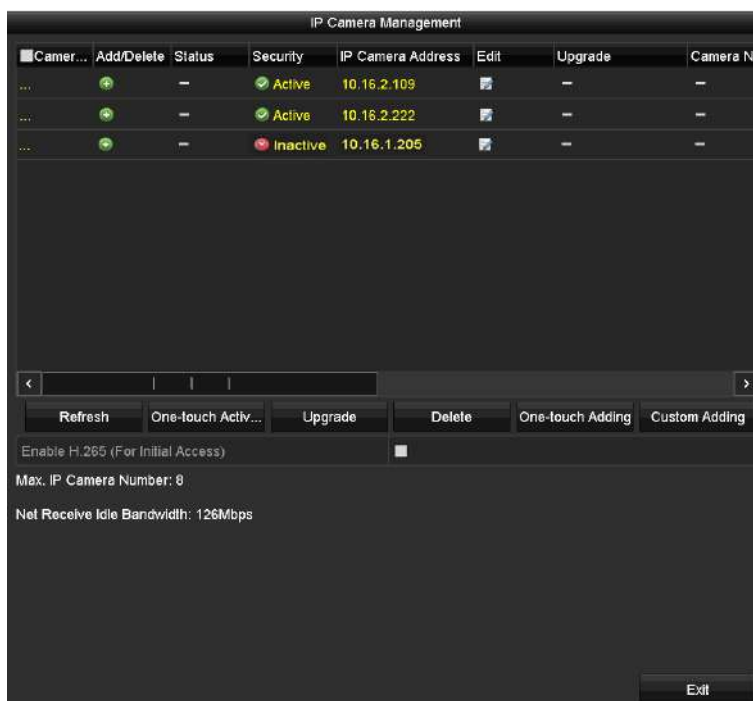 IP Camera Management
Camer... Add/Delete Status Security IP Camera Address Edit Upgrade Camera N
... — Active 10.16.2.109 — —
... — Active 10.16.2.222 — —
... — Inactive 10.16.1.205 — —
Refresh One-touch Activ... Upgrade Delete One-touch Adding Custom Adding
Enable H.265 (For Initial Access)
Max. IP Camera Number: 8
Net Receive Idle Bandwidth: 126Mbps
Exit